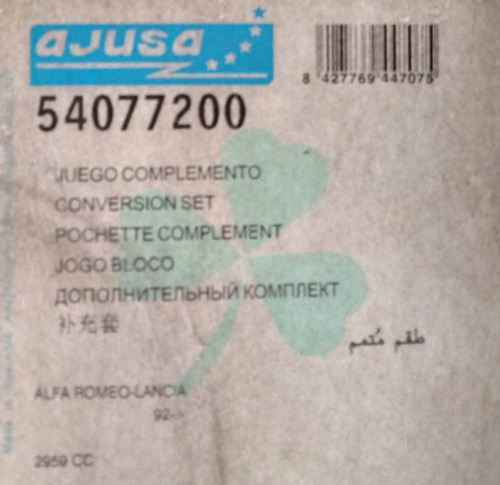 AJUSA
8 427769 447075
54077200
JUEGO COMPLEMENTO
CONVERSION SET
POCHETTE COMPLEMENT
JOGO BLOCO
ДОПОЛНИТЕЛЬНЫЙ КОМПЛЕКТ
补充套
طقم مُتمم
ALFA ROMEO-LANCIA
92->
2959 CC